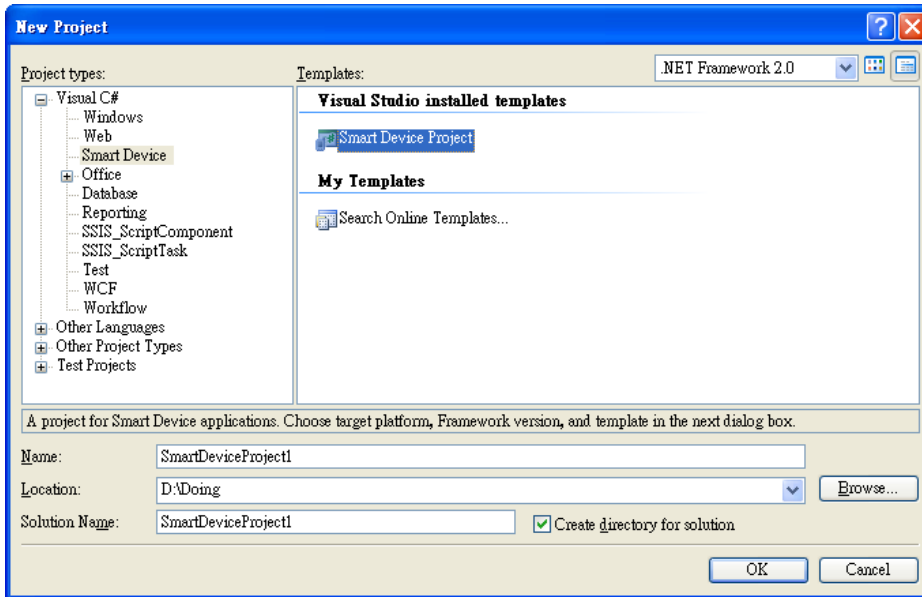 New Project
Project types:
Templates:
.NET Framework 2.0
Visual C#
Windows
Web
Smart Device
Office
Database
Reporting
SSIS_ScriptComponent
SSIS_ScriptTask
Test
WCF
Workflow
Other Languages
Other Project Types
Test Projects
Visual Studio installed templates
Smart Device Project
My Templates
Search Online Templates...
A project for Smart Device applications. Choose target platform, Framework version, and template in the next dialog box.
Name:
SmartDeviceProject1
Location:
D:\Doing
Browse...
Solution Name:
SmartDeviceProject1
Create directory for solution
OK
Cancel